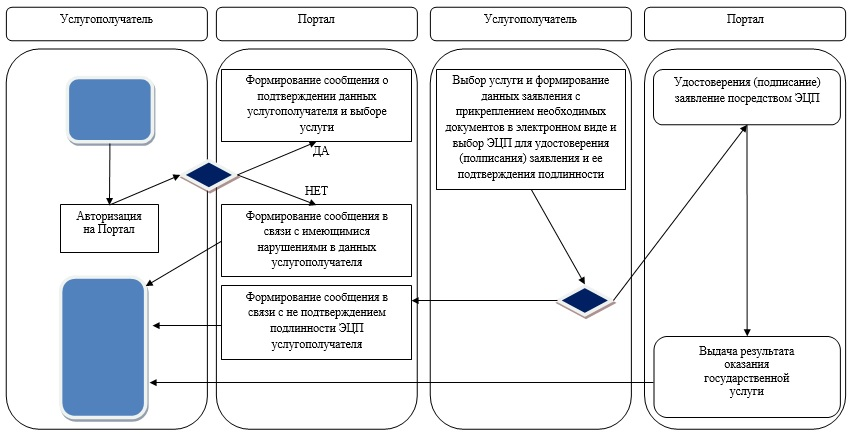 Услугополучатель
Портал
Услугополучатель
Портал
Авторизация
на Портал
Формирование сообщения о
подтверждении данных
услугополучателя и выборе
услуги
ДА
НЕТ
Формирование сообщения в
связи с имеющимися
нарушениями в данных
услугополучателя
Формирование сообщения в
связи с не подтверждением
подлинности ЭЦП
услугополучателя
Выбор услуги и формирование
данных заявления с
прикреплением необходимых
документов в электронном виде и
выбор ЭЦП для удостоверения
(полписания) заявления и ее
подтверждения подлинности
Удостоверения (подписание)
заявление посредством ЭЦП
Выдача результата
оказания
государственной
услуги